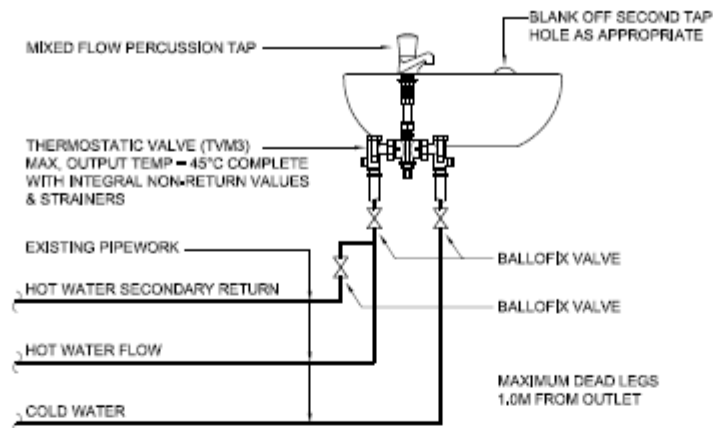 BLANK OFF SECOND TAP
HOLE AS APPROPRIATE
MIXED FLOW PERCUSSION TAP
THERMOSTATIC VALVE (TVM3)
MAX, OUTPUT TEMP = 45°C COMPLETE
WITH INTEGRAL NON-RETURN VALUES
& STRAINERS
EXISTING PIPEWORK
BALLOFIX VALVE
HOT WATER SECONDARY RETURN
BALLOFIX VALVE
HOT WATER FLOW
MAXIMUM DEAD LEGS
1.0M FROM OUTLET
COLD WATER